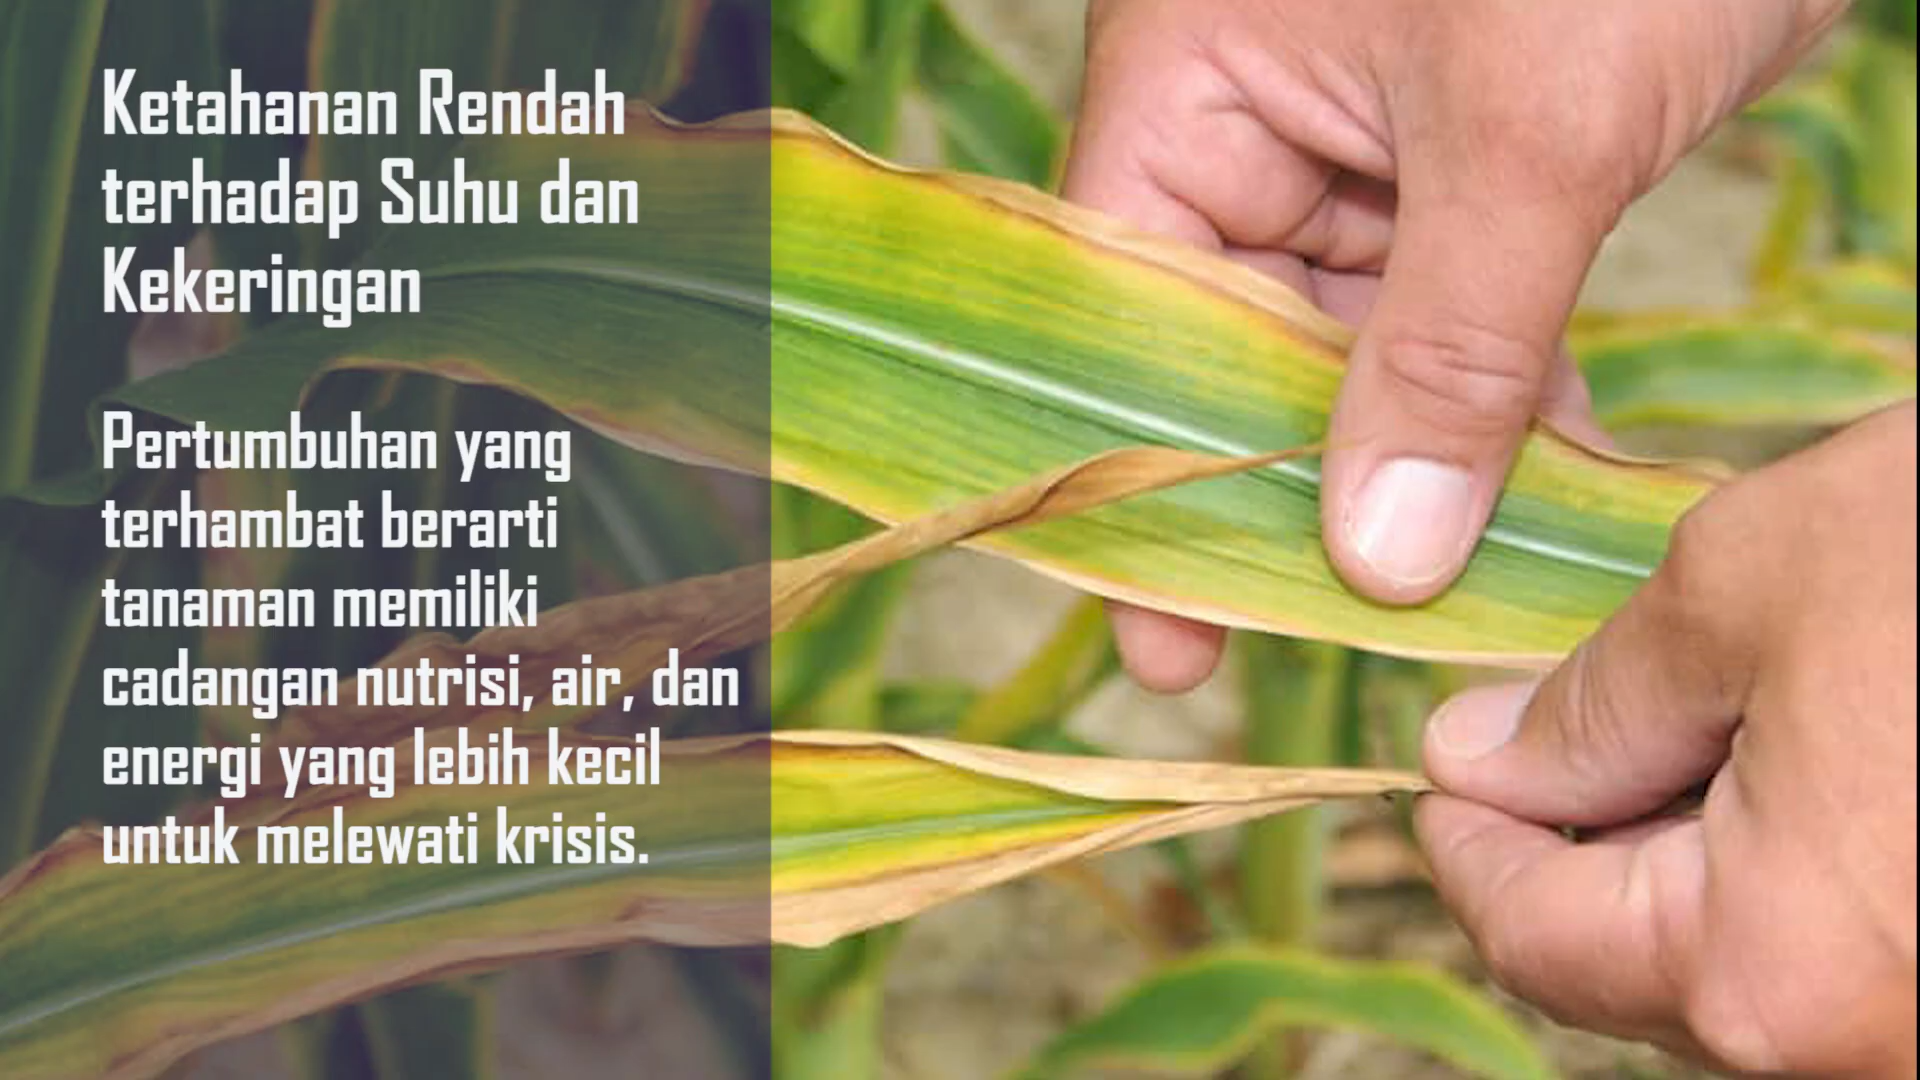 Ketahanan Rendah
terhadap Suhu dan
Kekeringan
Pertumbuhan yang
terhambat berarti
tanaman memiliki
cadangan nutrisi, air, dan
energi yang lebih kecil
untuk melewati krisis.